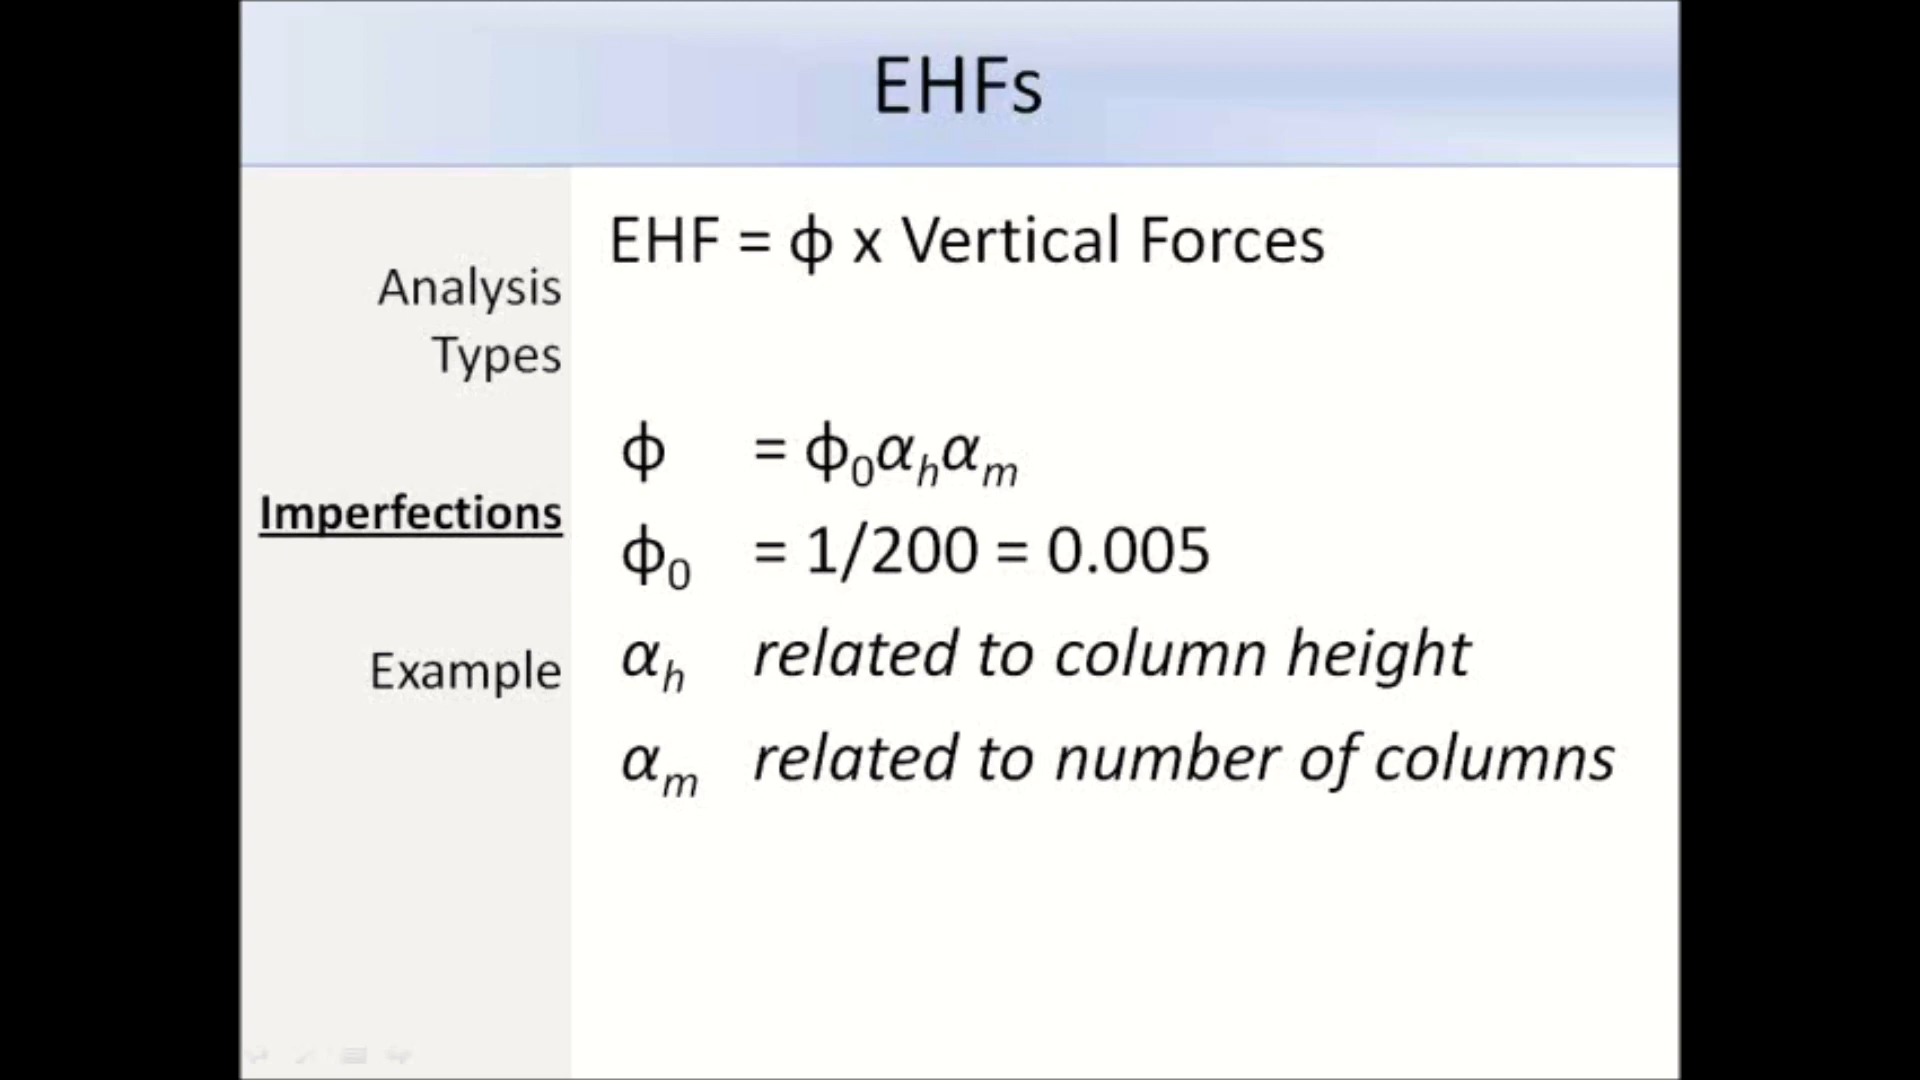 EHFs
Analysis
Types
Imperfections
Example
EHF = ϕ x Vertical Forces
ϕ = ϕ₀αₕαₘ
ϕ₀ = 1/200 = 0.005
αₕ related to column height
αₘ related to number of columns